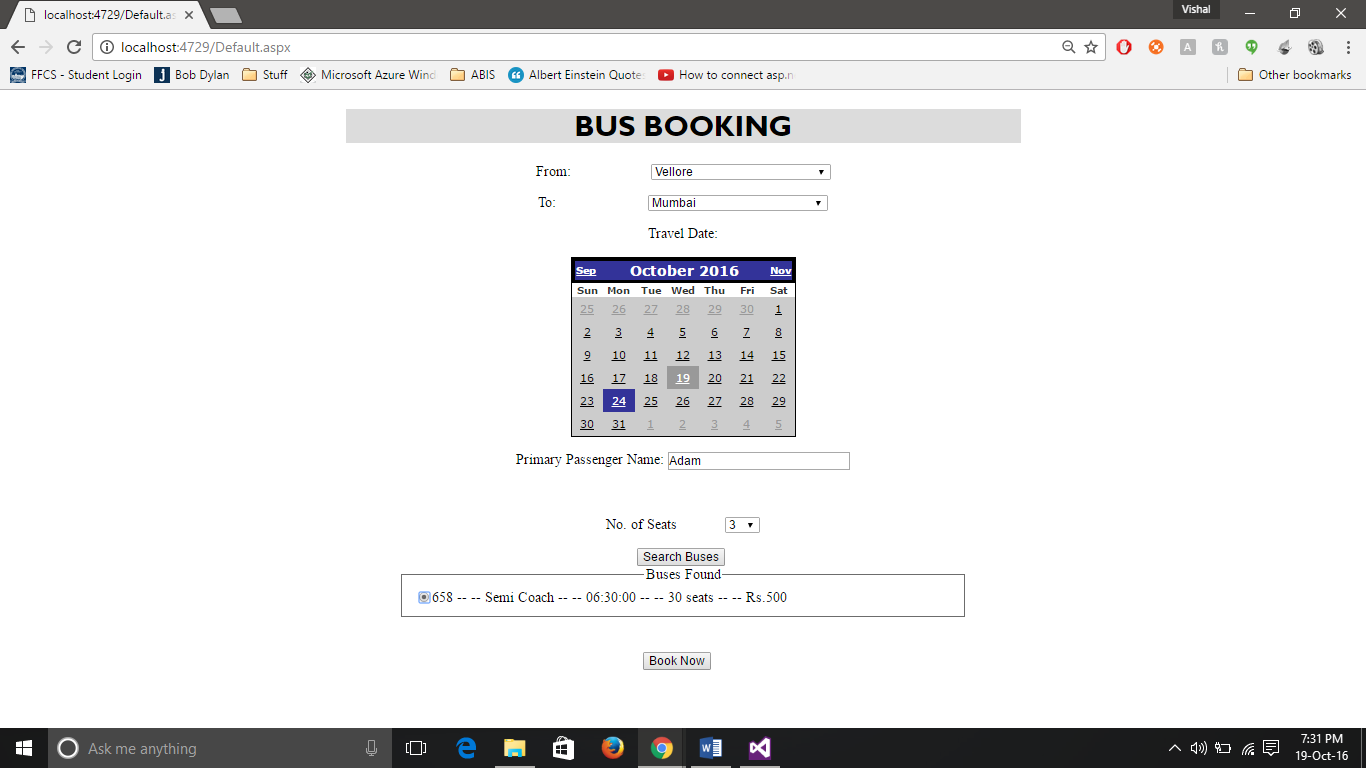 localhost:4729/Default.as
Vishal
localhost:4729/Default.aspx
FFCS - Student Login Bob Dylan Stuff Microsoft Azure Wind ABIS Albert Einstein Quote: How to connect asp.n Other bookmarks
BUS BOOKING
From: Vellore
To: Mumbai
Travel Date:
Sep October 2016 Nov
Sun Mon Tue Wed Thu Fri Sat
25 26 27 28 29 30 1
2 3 4 5 6 7 8
9 10 11 12 13 14 15
16 17 18 19 20 21 22
23 24 25 26 27 28 29
30 31 1 2 3 4 5
Primary Passenger Name: Adam
No. of Seats 3
Search Buses
Buses Found
658 -- -- Semi Coach -- -- 06:30:00 -- -- 30 seats -- -- Rs.500
Book Now
Ask me anything
7:31 PM
19-Oct-16